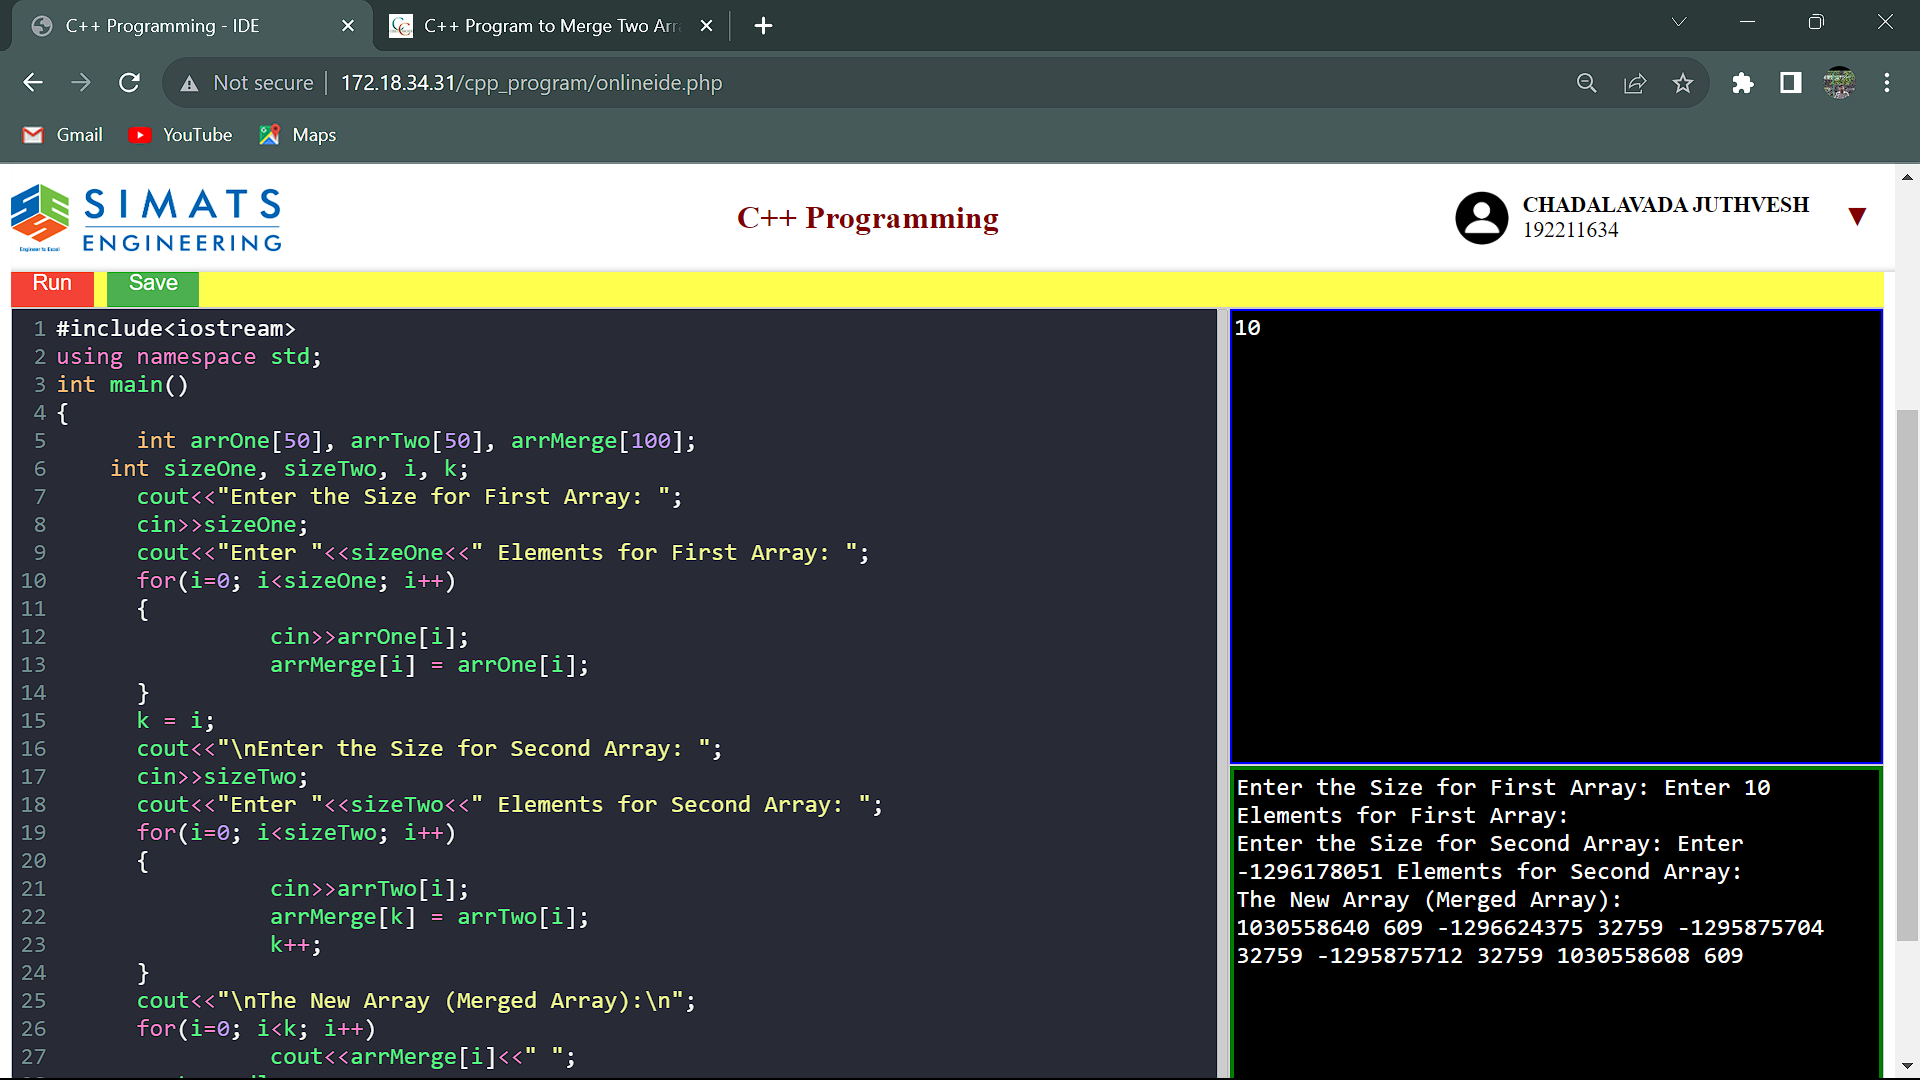 C++ Programming - IDE
C++ Program to Merge Two Arr
Not secure
172.18.34.31/cpp_program/onlineide.php
Gmail
YouTube
Maps
SIMATS
ENGINEERING
Engineer to Excel
C++ Programming
CHADALAVADA JUTHVESH
192211634
Run
Save
1 #include<iostream>
2 using namespace std;
3 int main()
4 {
5 int arrOne[50], arrTwo[50], arrMerge[100];
6 int sizeOne, sizeTwo, i, k;
7 cout<<"Enter the Size for First Array: ";
8 cin>>sizeOne;
9 cout<<"Enter "<<sizeOne<<" Elements for First Array: ";
10 for(i=0; i<sizeOne; i++)
11 {
12 cin>>arrOne[i];
13 arrMerge[i] = arrOne[i];
14 }
15 k = i;
16 cout<<"\nEnter the Size for Second Array: ";
17 cin>>sizeTwo;
18 cout<<"Enter "<<sizeTwo<<" Elements for Second Array: ";
19 for(i=0; i<sizeTwo; i++)
20 {
21 cin>>arrTwo[i];
22 arrMerge[k] = arrTwo[i];
23 k++;
24 }
25 cout<<"\nThe New Array (Merged Array):\n";
26 for(i=0; i<k; i++)
27 cout<<arrMerge[i]<<" ";
10
Enter the Size for First Array: Enter 10
Elements for First Array:
Enter the Size for Second Array: Enter
-1296178051 Elements for Second Array:
The New Array (Merged Array):
1030558640 609 -1296624375 32759 -1295875704
32759 -1295875712 32759 1030558608 609